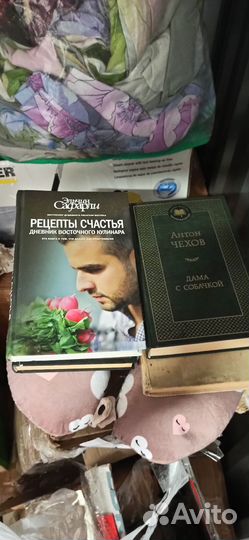 Эльчин
Сафарли
РЕЦЕПТЫ СЧАСТЬЯ
ДНЕВНИК ВОСТОЧНОГО КУЛИНАРА
Антон
ЧЕХОВ
ДАМА
С СОБАЧКОЙ
Avito